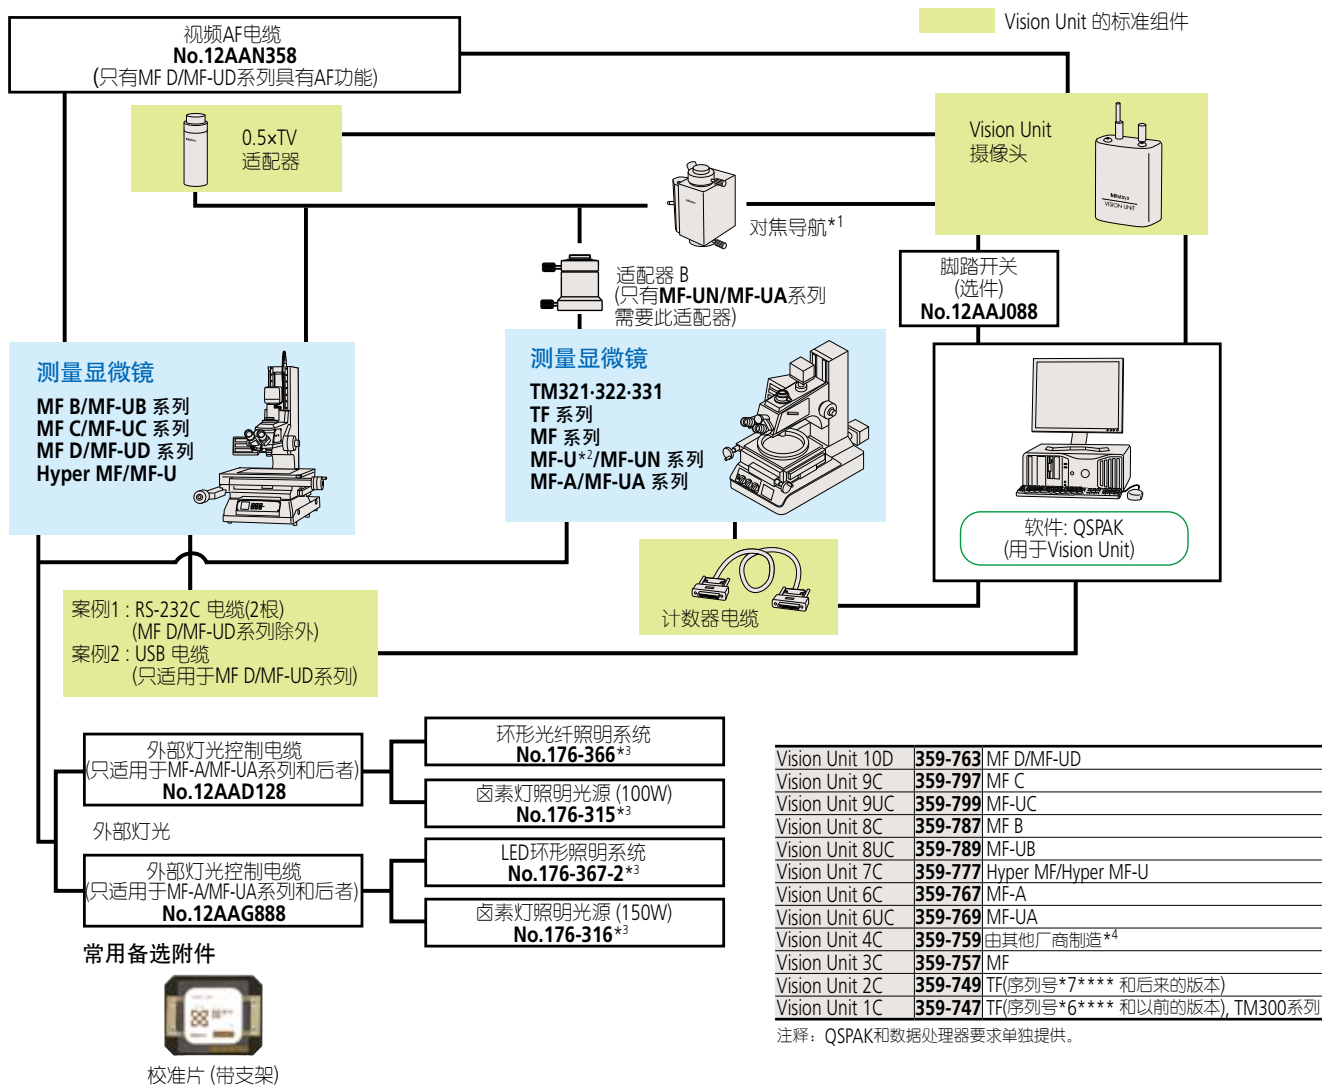 视频AF电缆
No.12AAN358
(只有MF D/MF-UD系列具有AF功能)
Vision Unit 的标准组件
0.5×TV
适配器
Vision Unit
摄像头
Mitutoyo
VISION UNIT
对焦导航*1
适配器 B
(只有MF-UN/MF-UA系列
需要此适配器)
脚踏开关
(选件)
No.12AAJ088
测量显微镜
MF B/MF-UB 系列
MF C/MF-UC 系列
MF D/MF-UD 系列
Hyper MF/MF-U
测量显微镜
TM321·322·331
TF 系列
MF 系列
MF-U*2/MF-UN 系列
MF-A/MF-UA 系列
软件: QSPAK
(用于Vision Unit)
计数器电缆
案例1 : RS-232C 电缆(2根)
(MF D/MF-UD系列除外)
案例2 : USB 电缆
(只适用于MF D/MF-UD系列)
外部灯光控制电缆
(只适用于MF-A/MF-UA系列和后者)
No.12AAD128
环形光纤照明系统
No.176-366*3
卤素灯照明光源 (100W)
No.176-315*3
外部灯光
外部灯光控制电缆
(只适用于MF-A/MF-UA系列和后者)
No.12AAG888
LED环形照明系统
No.176-367-2*3
卤素灯照明光源 (150W)
No.176-316*3
常用备选附件
校准片 (带支架)
Vision Unit 10D 359-763 MF D/MF-UD
Vision Unit 9C 359-797 MF C
Vision Unit 9UC 359-799 MF-UC
Vision Unit 8C 359-787 MF B
Vision Unit 8UC 359-789 MF-UB
Vision Unit 7C 359-777 Hyper MF/Hyper MF-U
Vision Unit 6C 359-767 MF-A
Vision Unit 6UC 359-769 MF-UA
Vision Unit 4C 359-759 由其他厂商制造*4
Vision Unit 3C 359-757 MF
Vision Unit 2C 359-749 TF(序列号*7**** 和后来的版本)
Vision Unit 1C 359-747 TF(序列号*6**** 和以前的版本), TM300系列
注释：QSPAK和数据处理器要求单独提供。